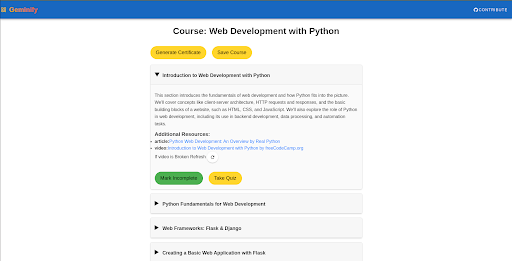 Geminify
CONTRIBUTE
Course: Web Development with Python
Generate Certificate
Save Course
Introduction to Web Development with Python
This section introduces the fundamentals of web development and how Python fits into the picture.
We'll cover concepts like client-server architecture, HTTP requests and responses, and the basic
building blocks of a website, such as HTML, CSS, and JavaScript. We'll also explore the role of Python
in web development, including its use in backend development, data processing, and automation
tasks.
Additional Resources:
• article:Python Web Development: An Overview by Real Python
• video:Introduction to Web Development with Python by freeCodeCamp.org
If video is Broken Refresh
Mark Incomplete
Take Quiz
Python Fundamentals for Web Development
Web Frameworks: Flask & Django
Creating a Basic Web Application with Flask